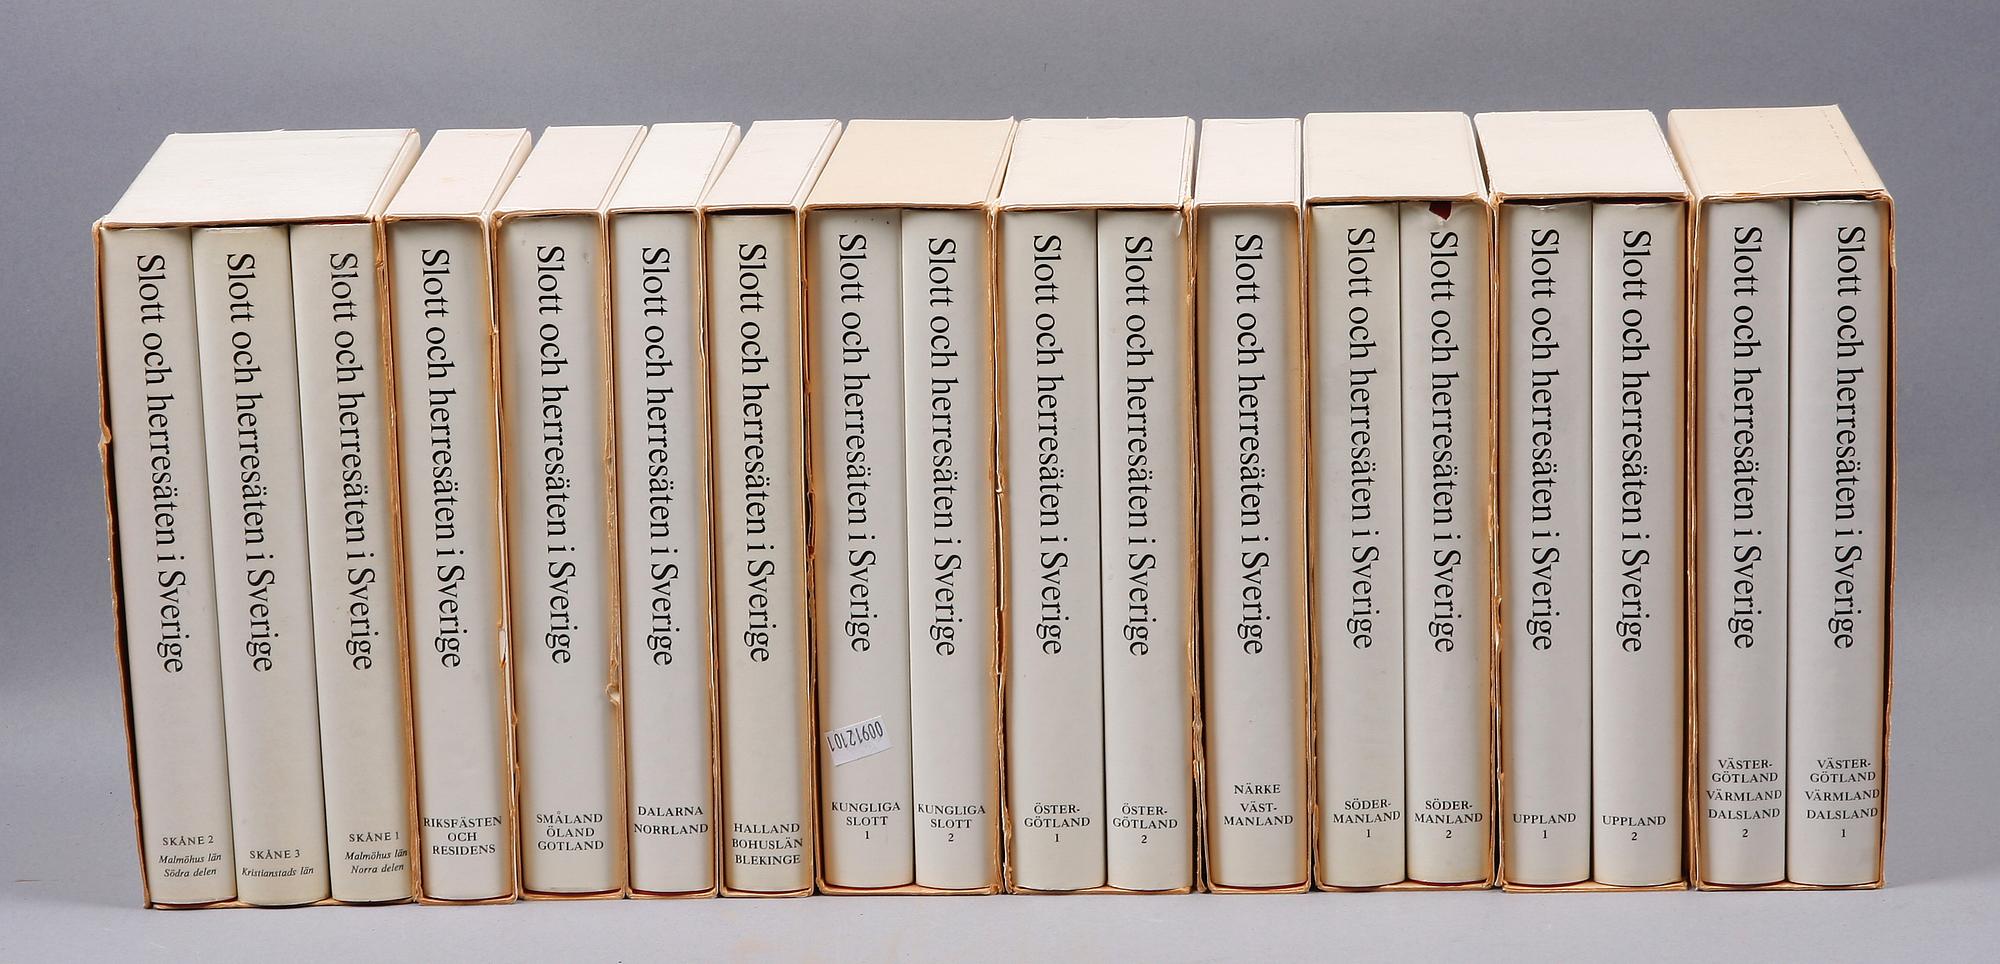 Slott och herresäten i Sverige
SKÅNE 2
Malmöhus län
Södra delen
Slott och herresäten i Sverige
SKÅNE 3
Kristianstads län
Slott och herresäten i Sverige
SKÅNE 1
Malmöhus län
Norra delen
Slott och herresäten i Sverige
RIKSFÄSTEN
OCH
RESIDENS
Slott och herresäten i Sverige
SMÅLAND
ÖLAND
GOTLAND
Slott och herresäten i Sverige
DALARNA
NORRLAND
Slott och herresäten i Sverige
HALLAND
BOHUSLÄN
BLEKINGE
Slott och herresäten i Sverige
00912101
KUNGLIGA
SLOTT
1
Slott och herresäten i Sverige
KUNGLIGA
SLOTT
2
Slott och herresäten i Sverige
ÖSTER-
GÖTLAND
1
Slott och herresäten i Sverige
ÖSTER-
GÖTLAND
2
Slott och herresäten i Sverige
NÄRKE
VÄST-
MANLAND
Slott och herresäten i Sverige
SÖDER-
MANLAND
1
Slott och herresäten i Sverige
SÖDER-
MANLAND
2
Slott och herresäten i Sverige
UPPLAND
1
Slott och herresäten i Sverige
UPPLAND
2
Slott och herresäten i Sverige
VÄSTER-
GÖTLAND
VÄRMLAND
DALSLAND
2
Slott och herresäten i Sverige
VÄSTER-
GÖTLAND
VÄRMLAND
DALSLAND
1